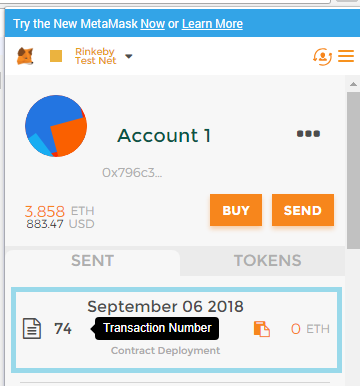 Try the New MetaMask Now or Learn More
Rinkeby
Test Net
Account 1
0x796c3...
3.858 ETH
883.47 USD
BUY
SEND
SENT
TOKENS
September 06 2018
74
Transaction Number
0 ETH
Contract Deployment